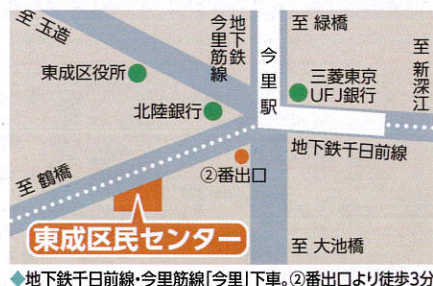 至 玉造
地下鉄
今里筋線
至 緑橋
今里駅
至 新深江
東成区役所
三菱東京
UFJ銀行
北陸銀行
地下鉄千日前線
②番出口
至 鶴橋
東成区民センター
至 大池橋
◆地下鉄千日前線・今里筋線「今里」下車。②番出口より徒歩3分